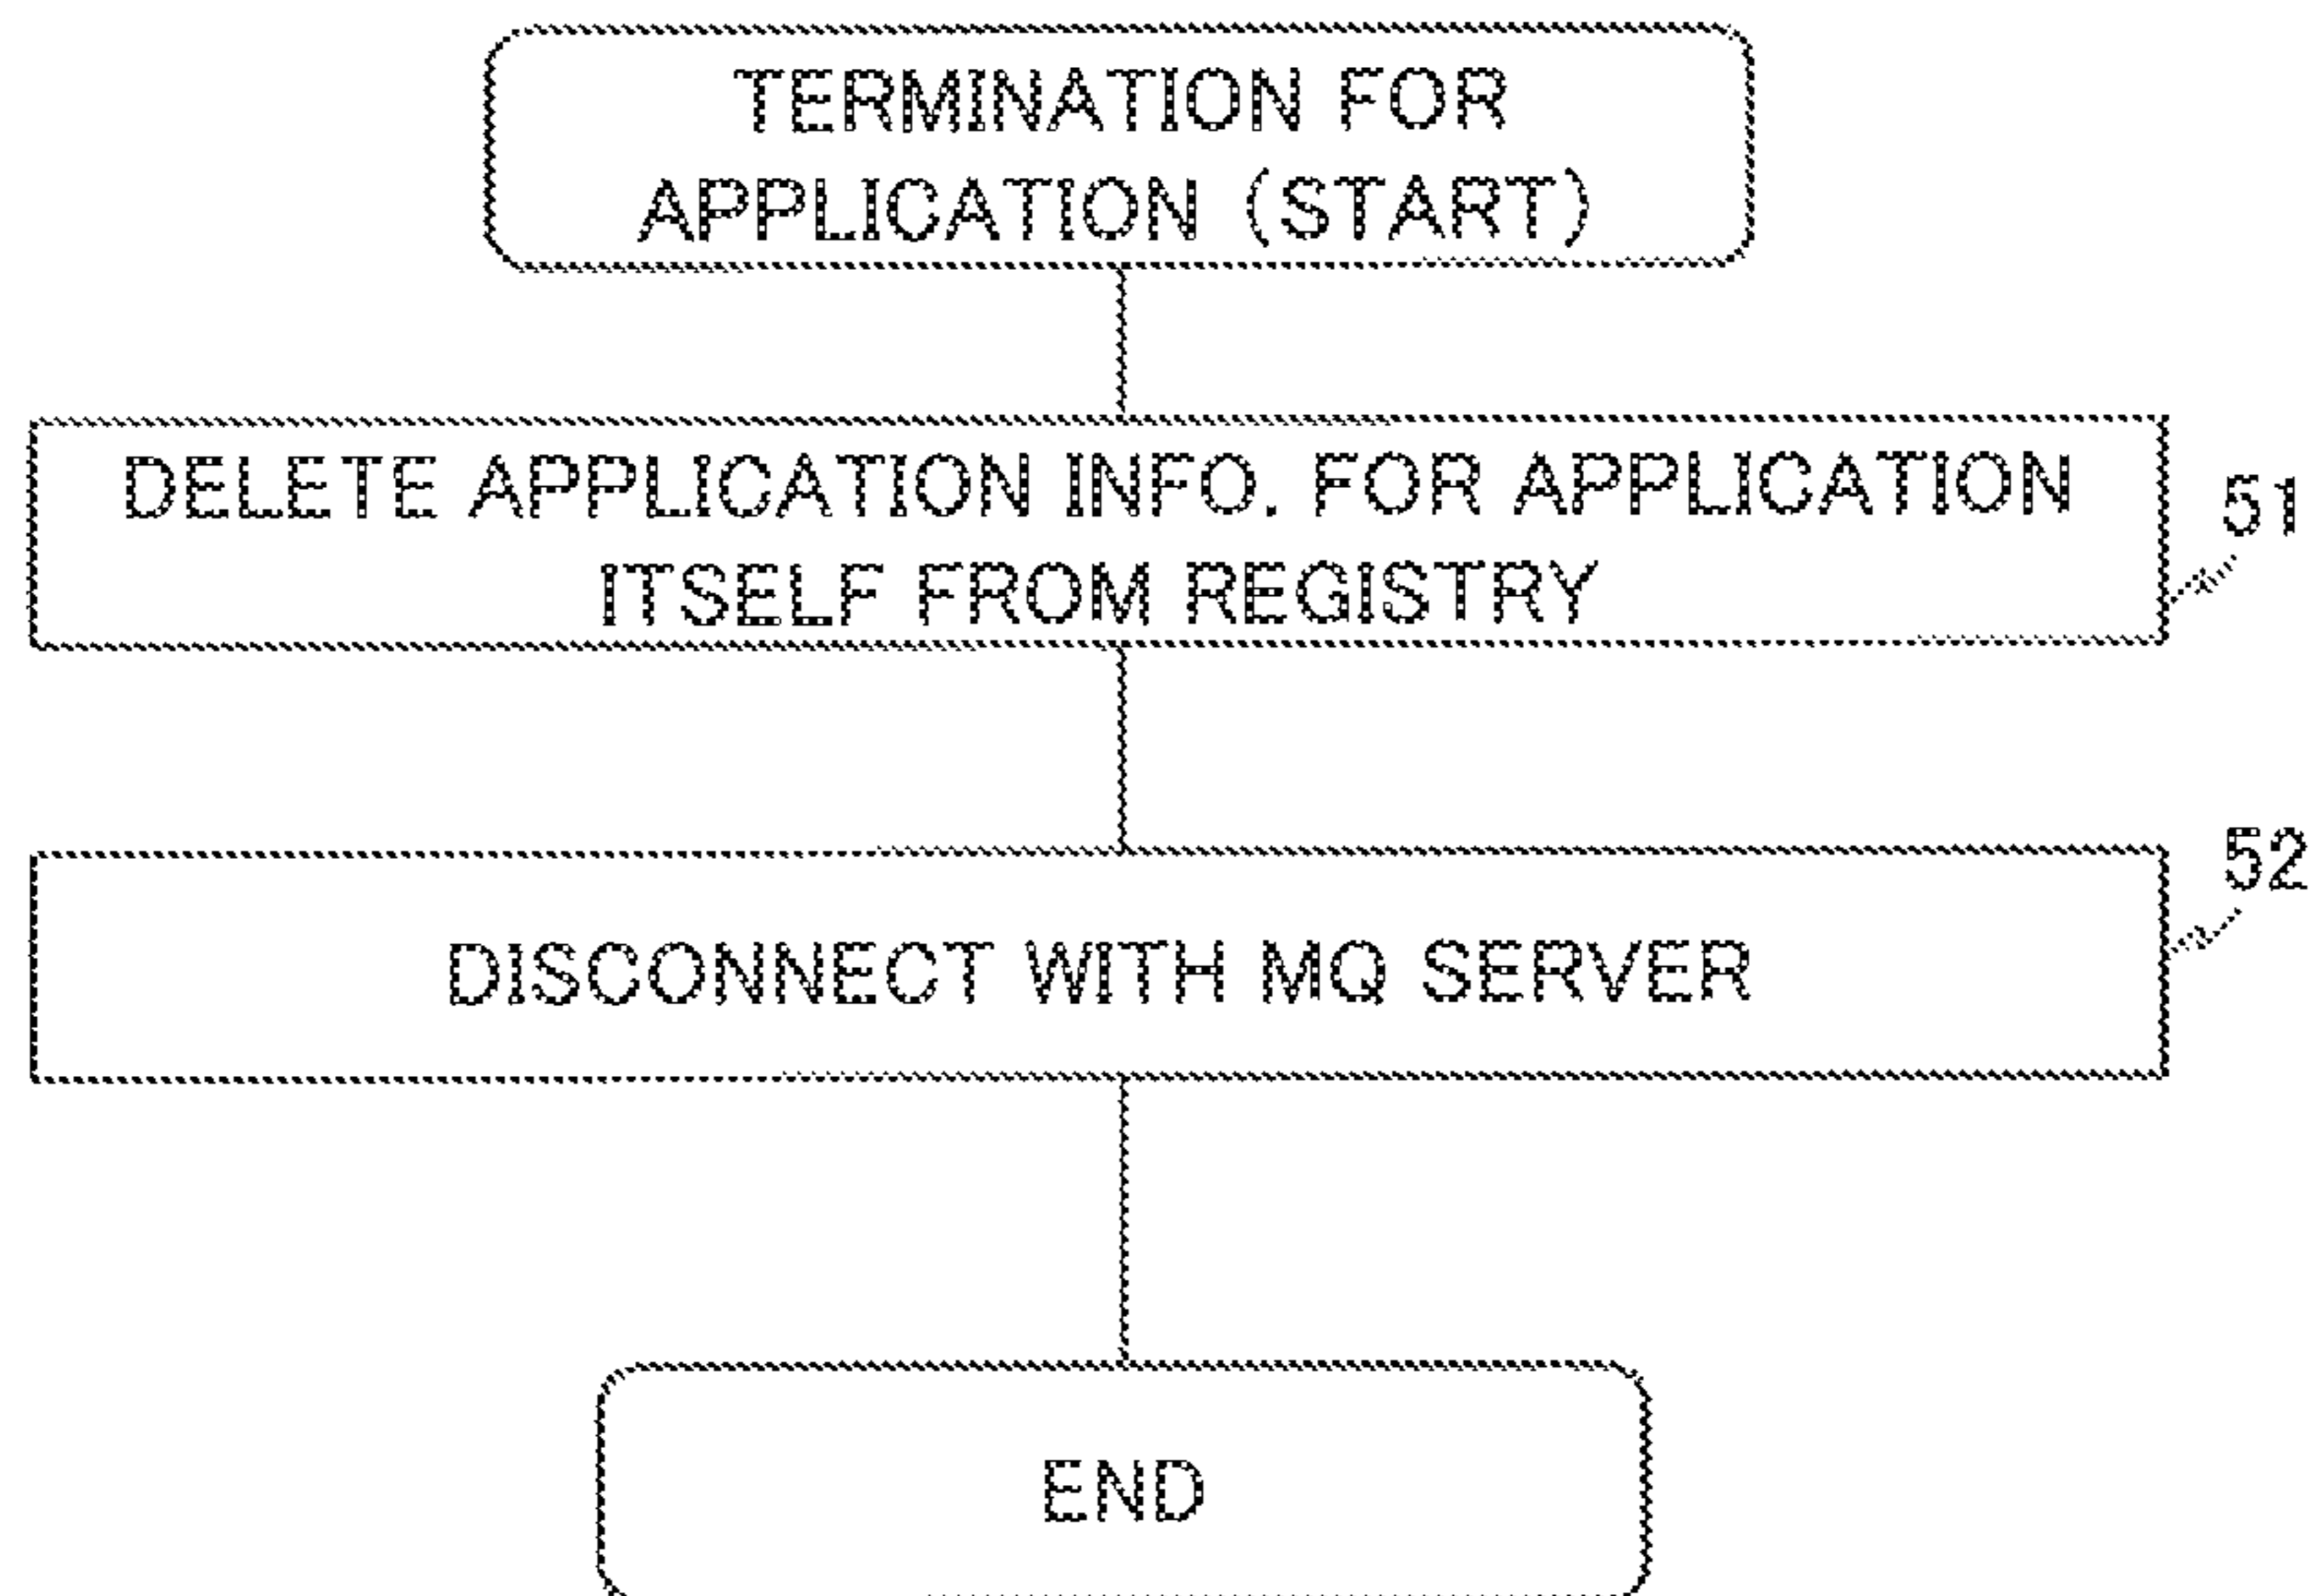 TERMINATION FOR
APPLICATION (START)
DELETE APPLICATION INFO. FOR APPLICATION
ITSELF FROM REGISTRY
51
DISCONNECT WITH MQ SERVER
52
END